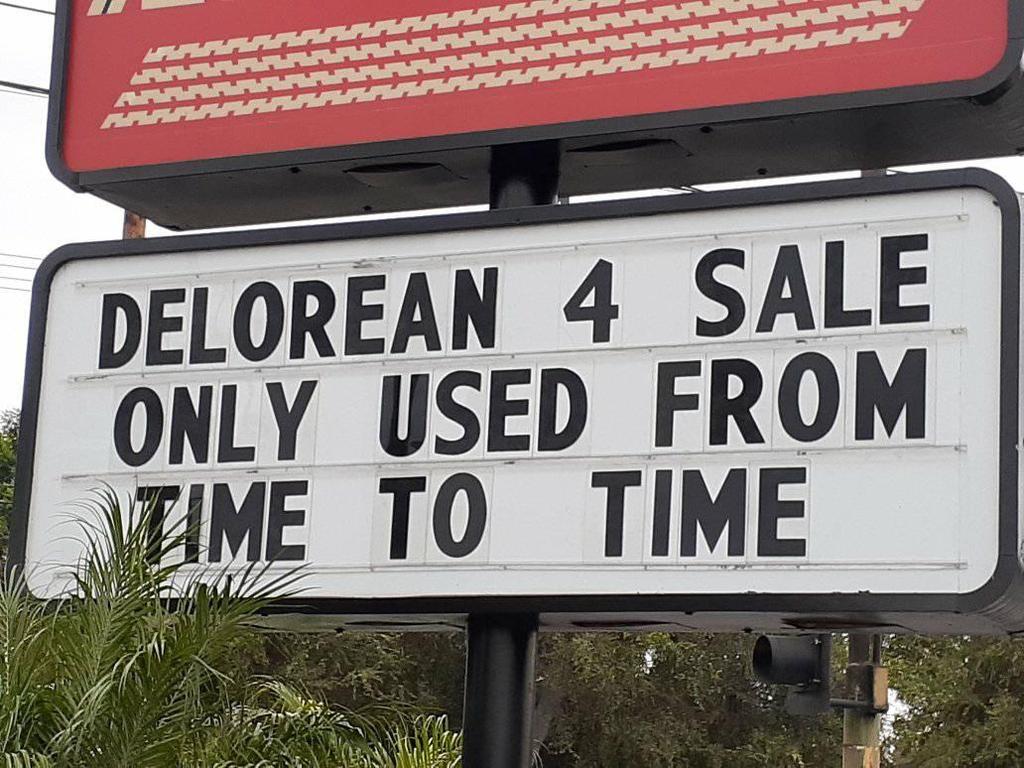 DELOREAN 4 SALE
ONLY USED FROM
TIME TO TIME